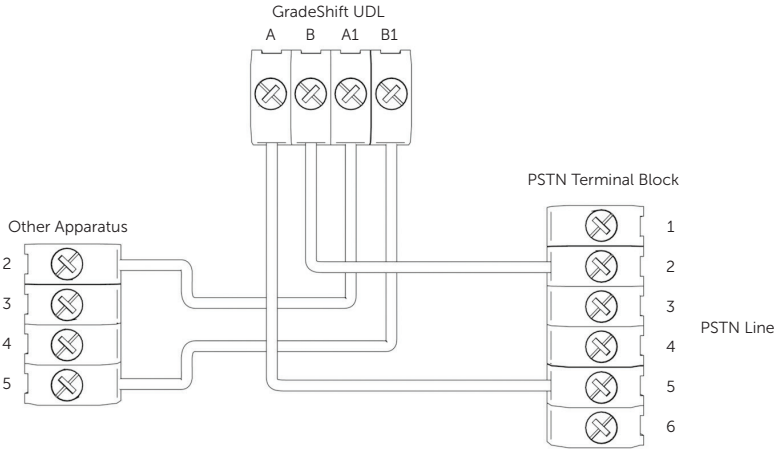 GradeShift UDL
A B A1 B1
PSTN Terminal Block
Other Apparatus
1
2
3
4
5
6
2
3
4
5
PSTN Line